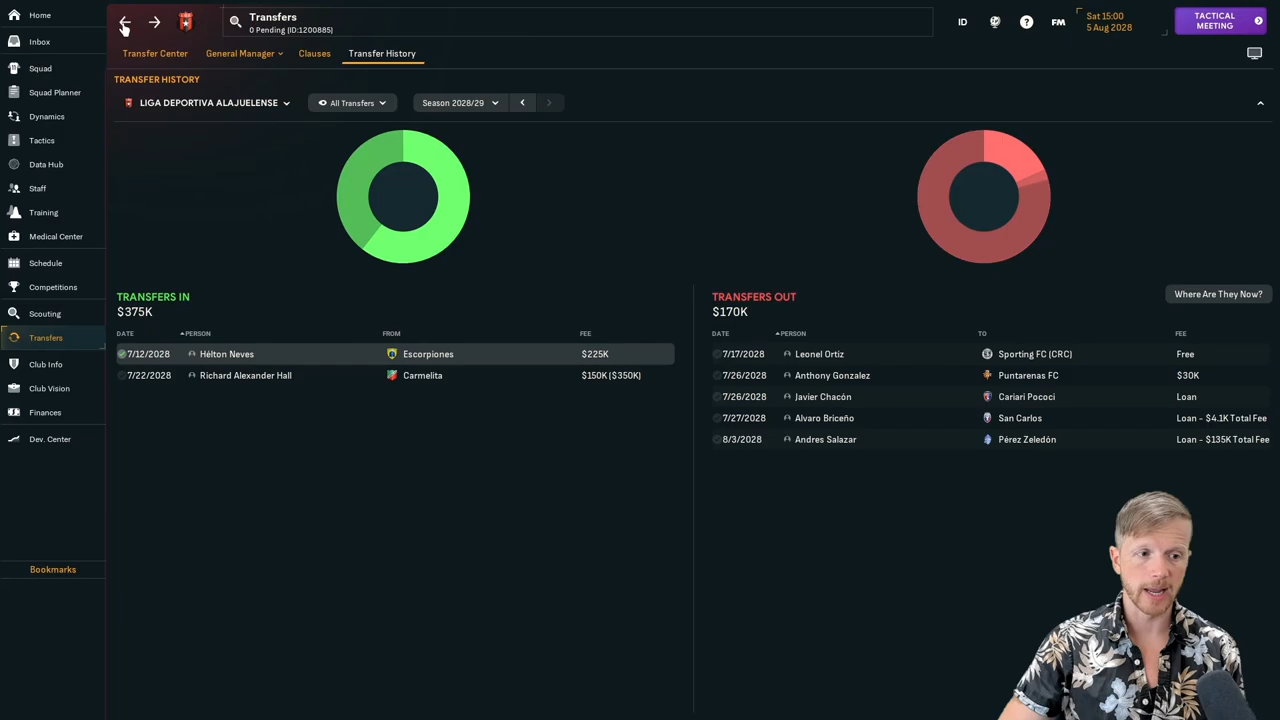 Home
Inbox
Squad
Squad Planner
Dynamics
Tactics
Data Hub
Staff
Training
Medical Center
Schedule
Competitions
Scouting
Transfers
Club Info
Club Vision
Finances
Dev. Center
Bookmarks
Transfers
0 Pending (ID:1200885)
ID
?
FM
Sat 15:00
5 Aug 2028
TACTICAL
MEETING
Transfer Center
General Manager
Clauses
Transfer History
TRANSFER HISTORY
LIGA DEPORTIVA ALAJUELENSE
All Transfers
Season 2028/29
TRANSFERS IN
$375K
DATE PERSON FROM FEE
7/12/2028 Hélton Neves Escorpiones $225K
7/22/2028 Richard Alexander Hall Carmelita $150K ($350K)
TRANSFERS OUT
$170K
Where Are They Now?
DATE PERSON TO FEE
7/17/2028 Leonel Ortiz Sporting FC (CRC) Free
7/26/2028 Anthony Gonzalez Puntarenas FC $30K
7/26/2028 Javier Chacón Cariari Pococi Loan
7/27/2028 Alvaro Briceño San Carlos Loan - $4.1K Total Fee
8/3/2028 Andres Salazar Pérez Zeledón Loan - $135K Total Fee